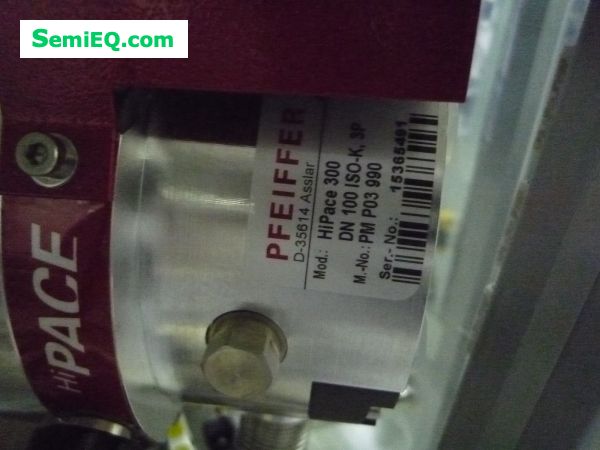 SemiEQ.com
HiPACE
PFEIFFER
D-35614 Asslar
Mod.: HiPace 300
DN 100 ISO-K, 3P
M.-No.: PM P03 990
Ser.- No.: 15365491